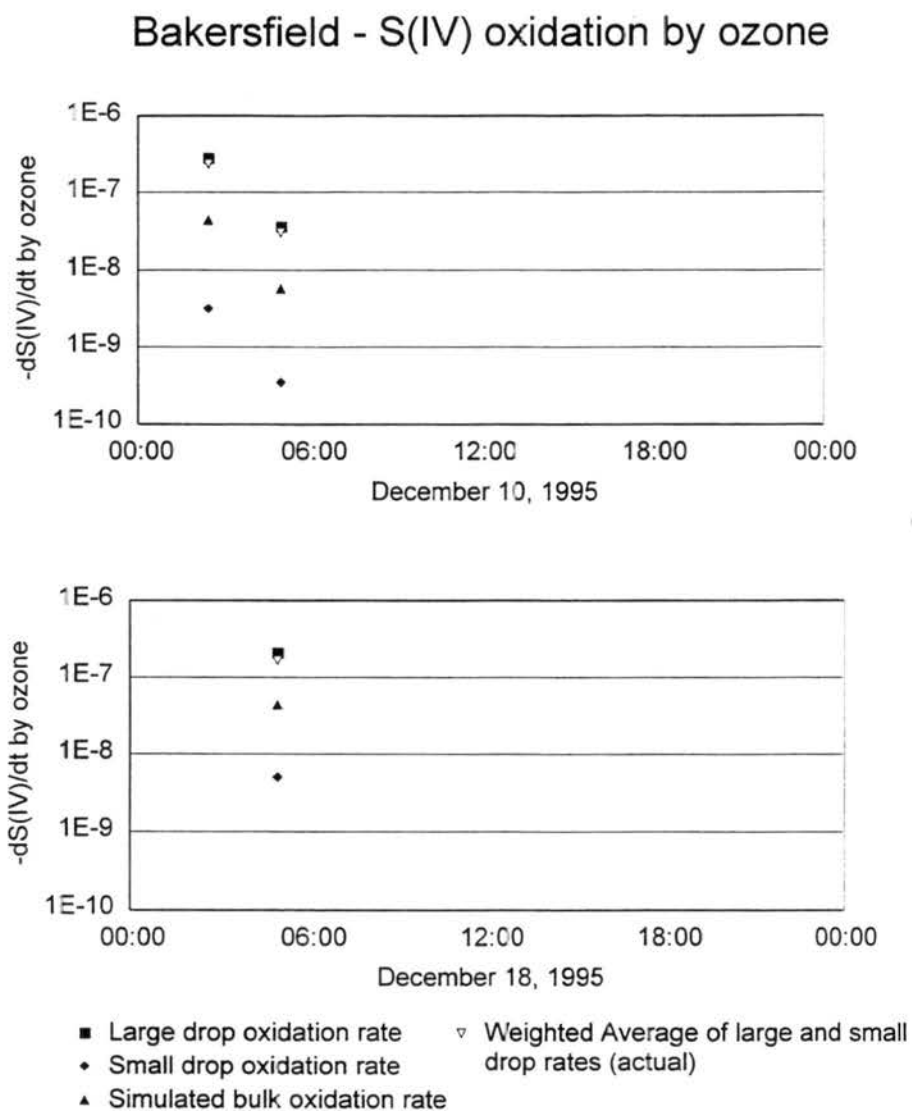 Bakersfield - S(IV) oxidation by ozone
-dS(IV)/dt by ozone
1E-6
1E-7
1E-8
1E-9
1E-10
00:00 06:00 12:00 18:00 00:00
December 10, 1995
-dS(IV)/dt by ozone
1E-6
1E-7
1E-8
1E-9
1E-10
00:00 06:00 12:00 18:00 00:00
December 18, 1995
Large drop oxidation rate
Small drop oxidation rate
Simulated bulk oxidation rate
Weighted Average of large and small
drop rates (actual)